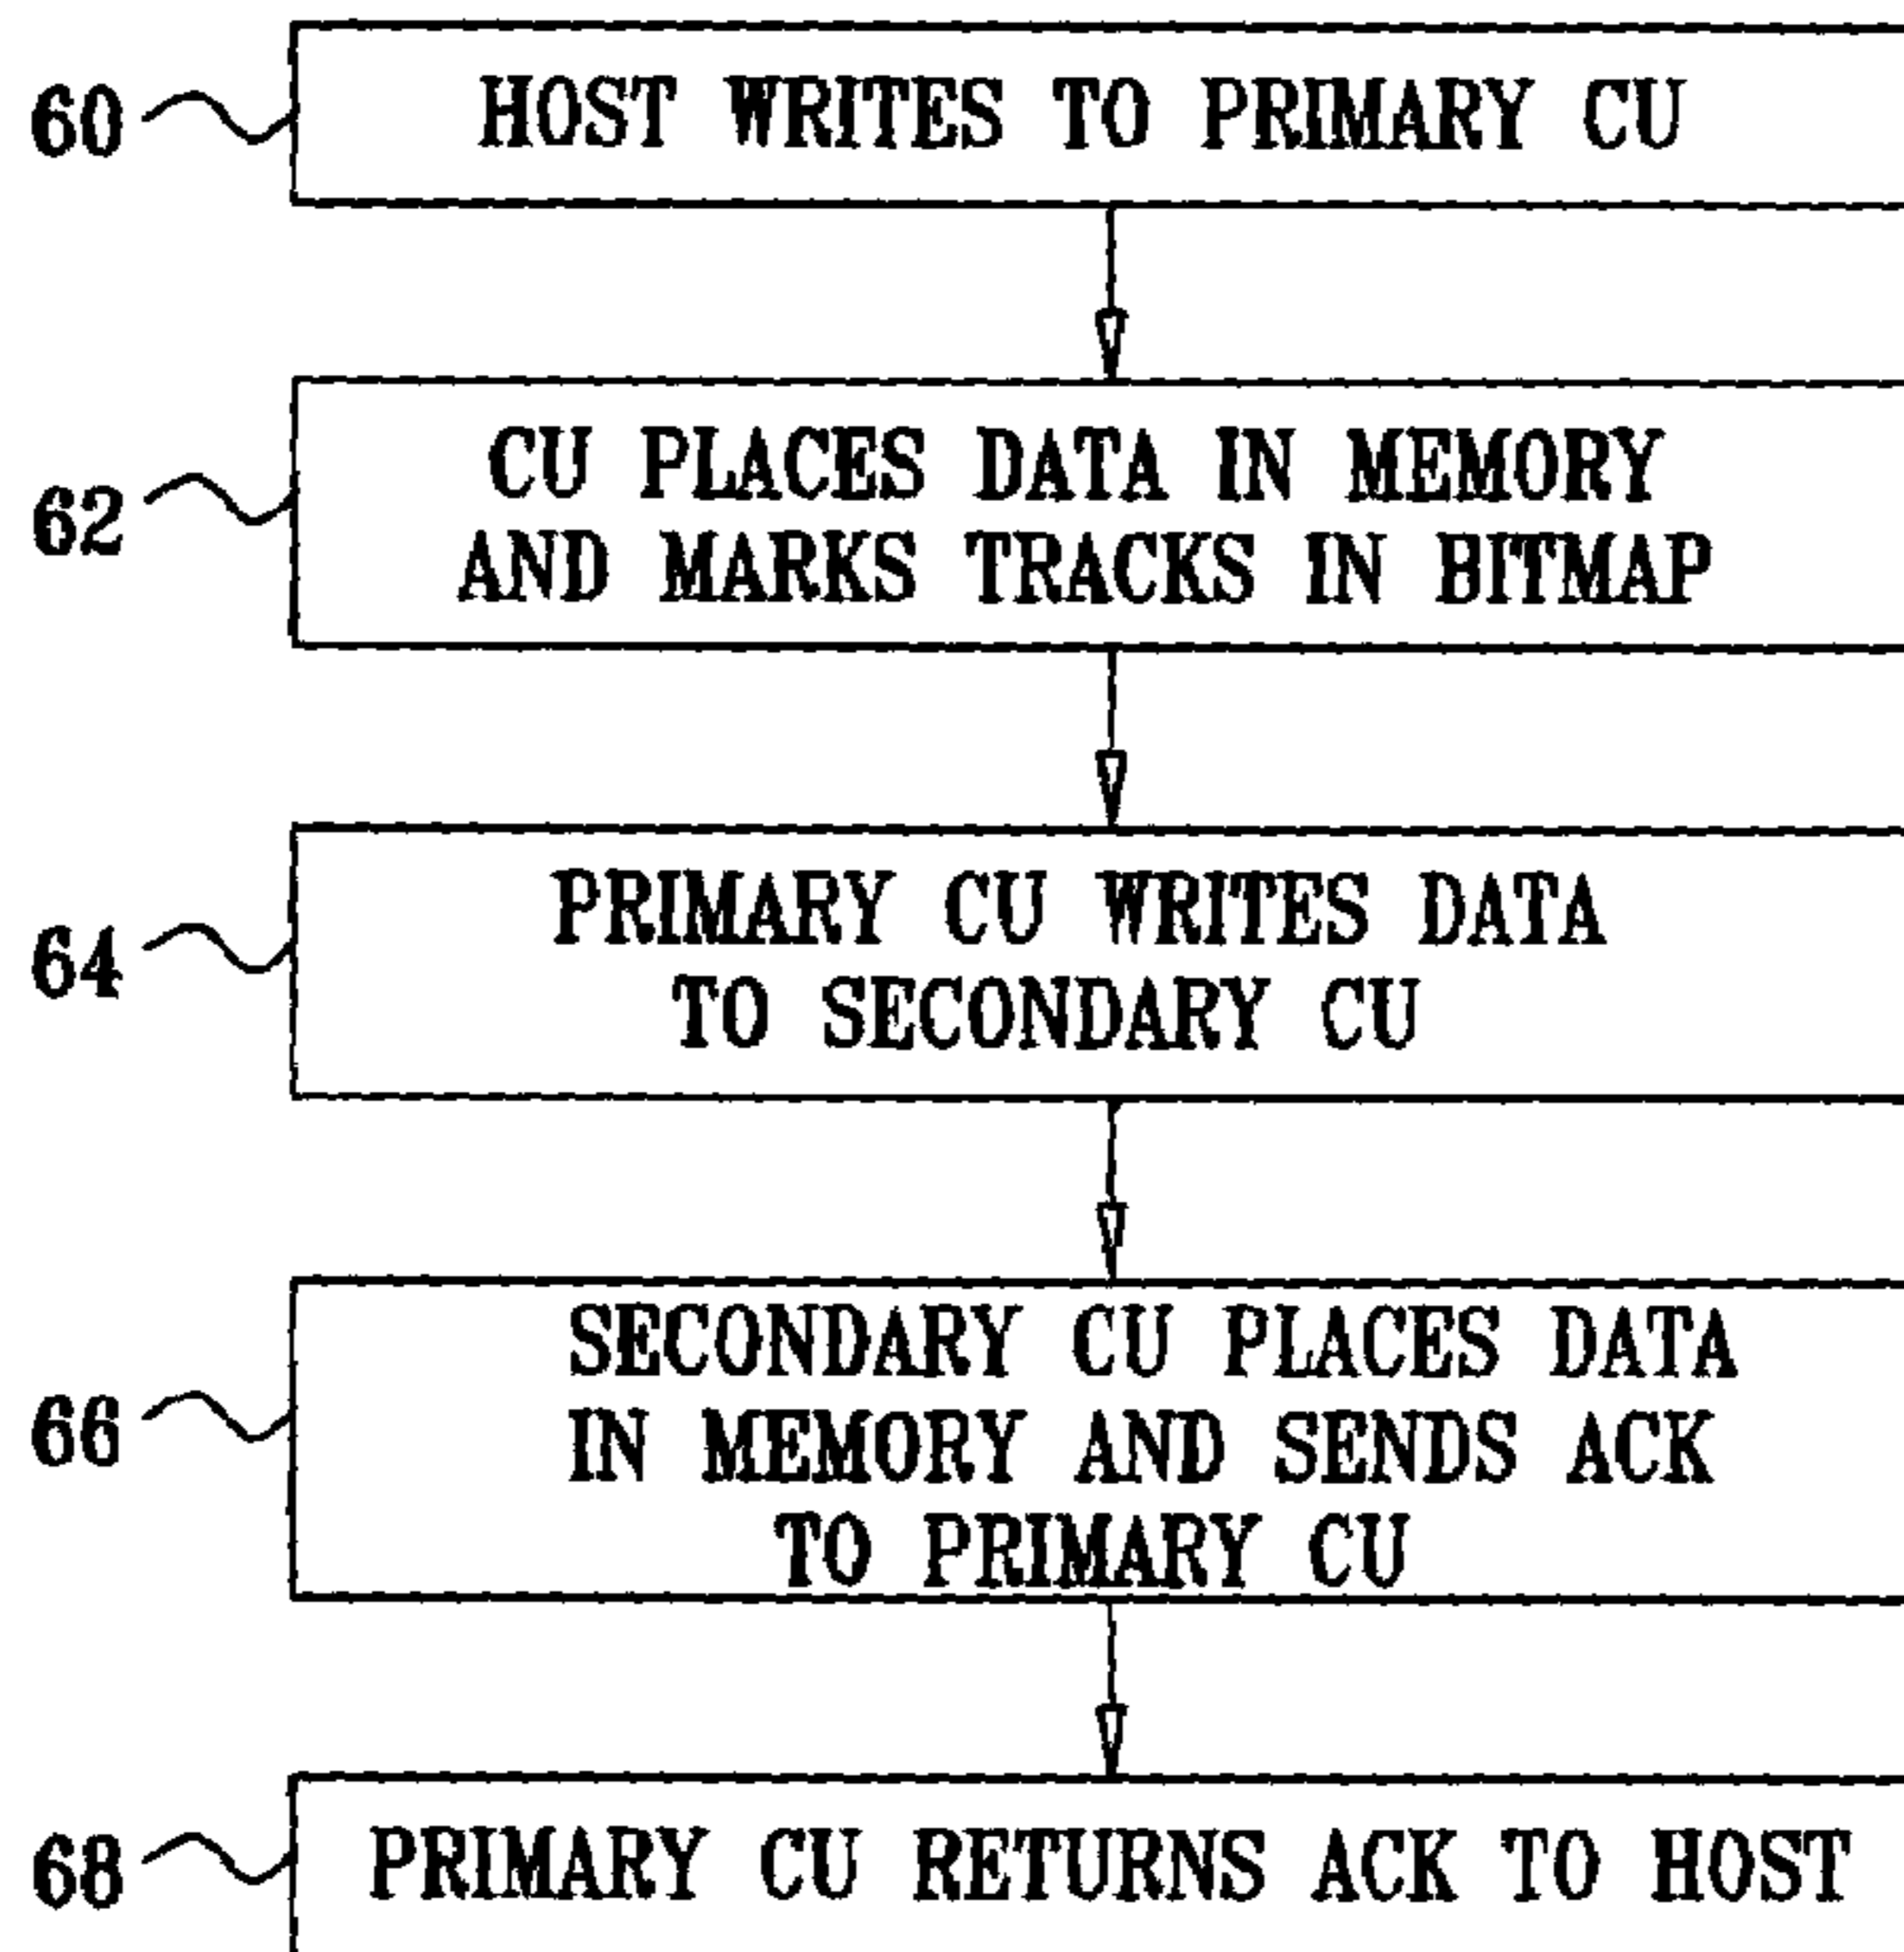 60 HOST WRITES TO PRIMARY CU
62 CU PLACES DATA IN MEMORY
AND MARKS TRACKS IN BITMAP
64 PRIMARY CU WRITES DATA
TO SECONDARY CU
66 SECONDARY CU PLACES DATA
IN MEMORY AND SENDS ACK
TO PRIMARY CU
68 PRIMARY CU RETURNS ACK TO HOST